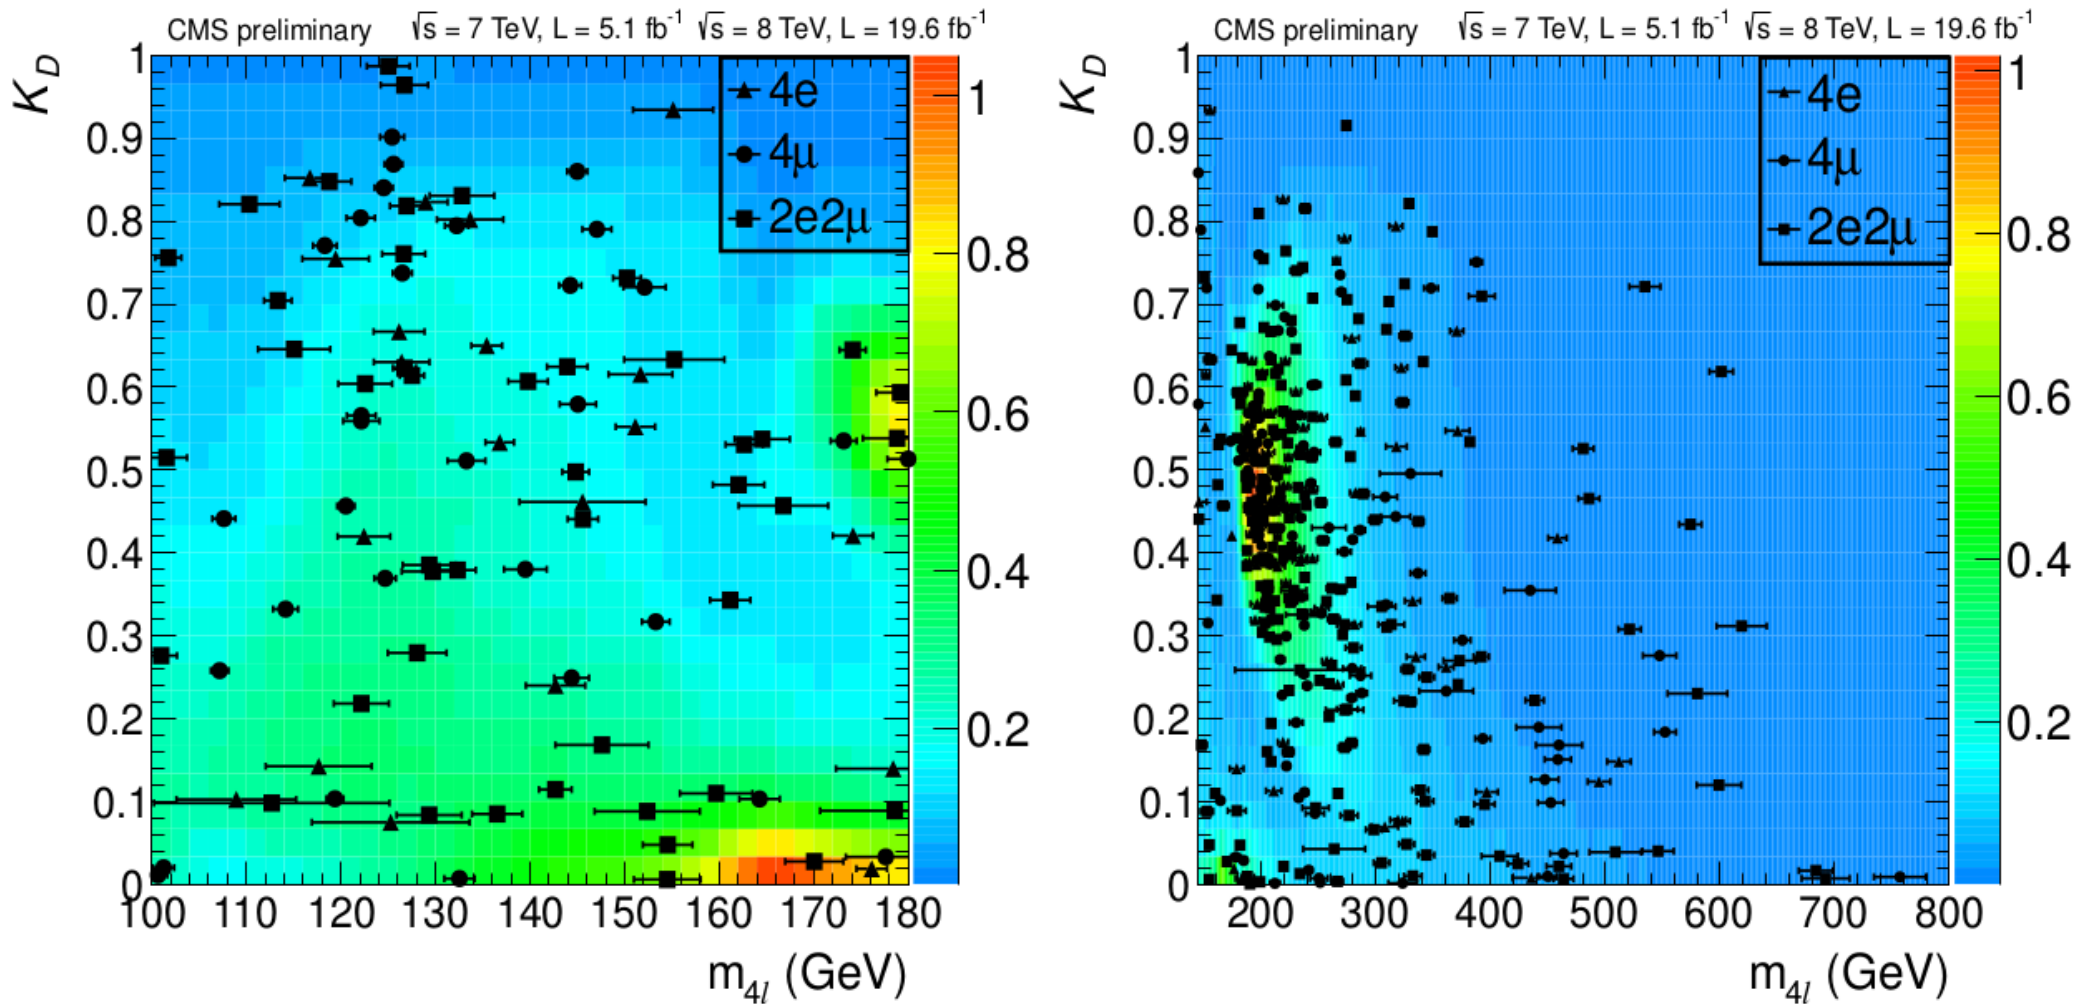 CMS preliminary √s = 7 TeV, L = 5.1 fb⁻¹ √s = 8 TeV, L = 19.6 fb⁻¹
K_D
1
0.9
0.8
0.7
0.6
0.5
0.4
0.3
0.2
0.1
0
100 110 120 130 140 150 160 170 180
m_4l (GeV)
4e
4μ
2e2μ
1
0.8
0.6
0.4
0.2
CMS preliminary √s = 7 TeV, L = 5.1 fb⁻¹ √s = 8 TeV, L = 19.6 fb⁻¹
K_D
1
0.9
0.8
0.7
0.6
0.5
0.4
0.3
0.2
0.1
0
200 300 400 500 600 700 800
m_4l (GeV)
4e
4μ
2e2μ
1
0.8
0.6
0.4
0.2